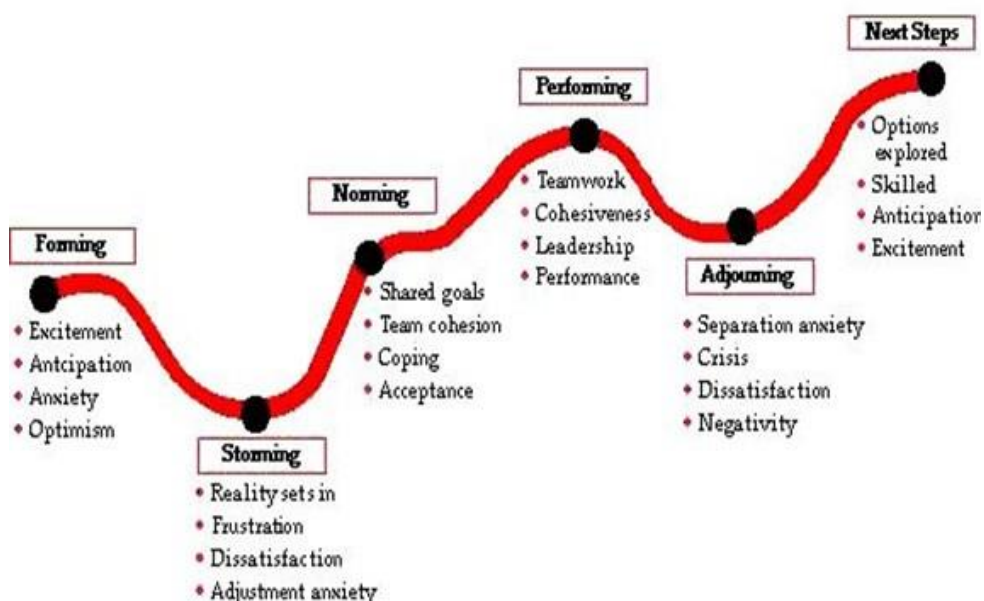 Forming
Excitement
Antcipation
Anxiety
Optimism
Storming
Reality sets in
Frustration
Dissatisfaction
Adjustment anxiety
Norming
Shared goals
Team cohesion
Coping
Acceptance
Performing
Teamwork
Cohesiveness
Leadership
Performance
Adjourning
Separation anxiety
Crisis
Dissatisfaction
Negativity
Next Steps
Options
explored
Skilled
Anticipation
Excitement